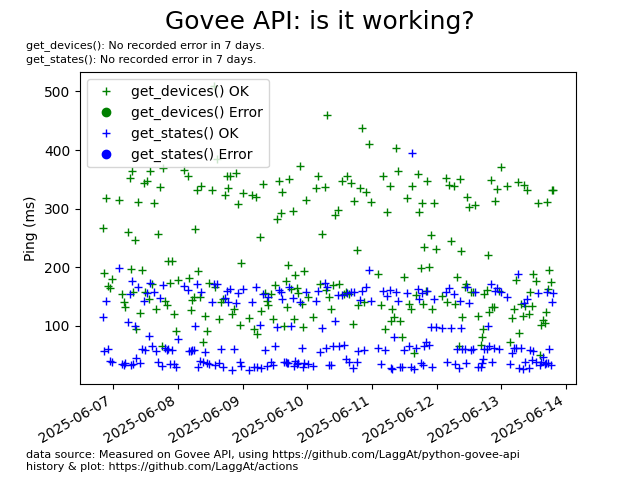 Govee API: is it working?
get_devices(): No recorded error in 7 days.
get_states(): No recorded error in 7 days.
get_devices() OK
get_devices() Error
get_states() OK
get_states() Error
Ping (ms)
500
400
300
200
100
2025-06-07
2025-06-08
2025-06-09
2025-06-10
2025-06-11
2025-06-12
2025-06-13
2025-06-14
data source: Measured on Govee API, using https://github.com/LaggAt/python-govee-api
history & plot: https://github.com/LaggAt/actions